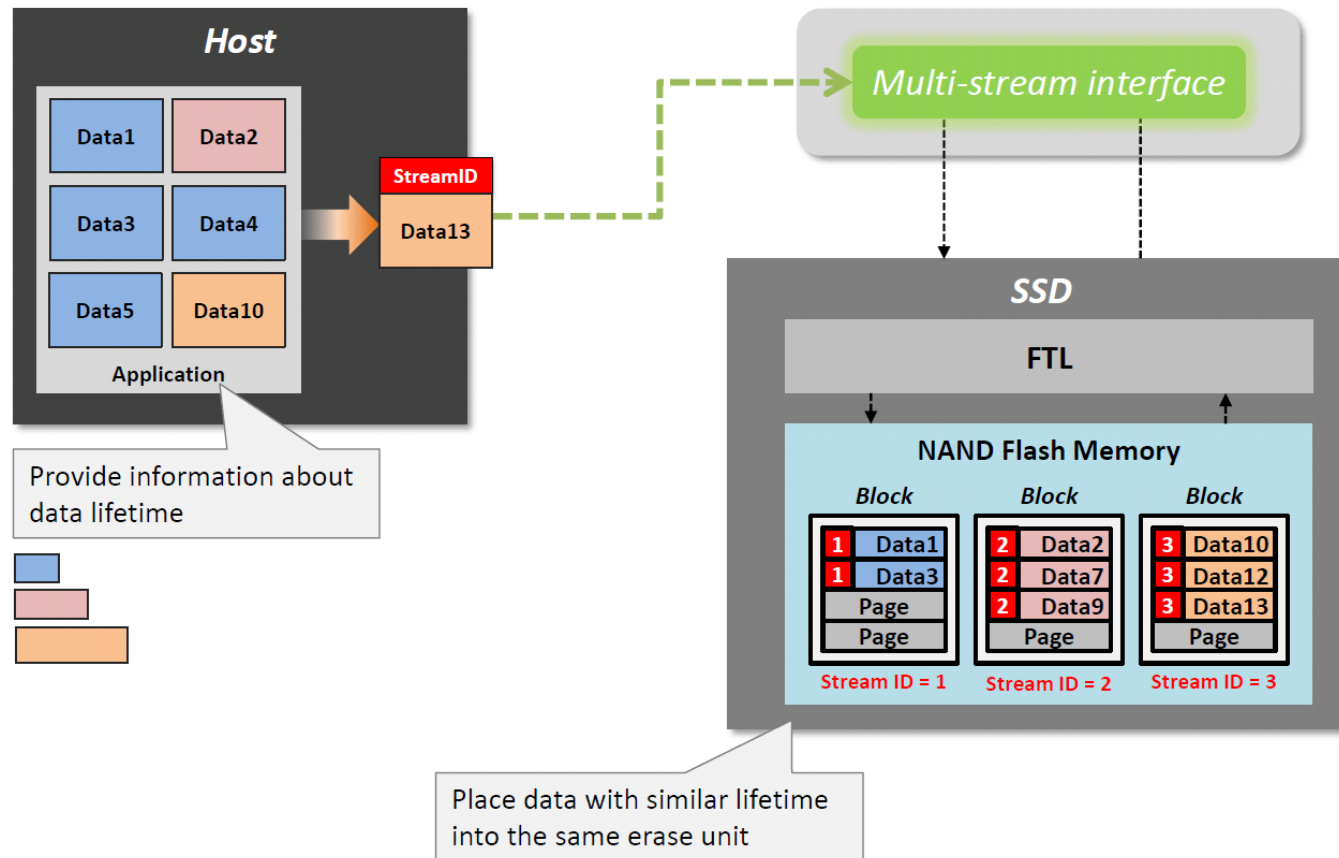 Host
Data1
Data2
Data3
Data4
Data5
Data10
Application
StreamID
Data13
Provide information about
data lifetime
Multi-stream interface
SSD
FTL
NAND Flash Memory
Block
1 Data1
1 Data3
Page
Page
Stream ID = 1
Block
2 Data2
2 Data7
2 Data9
Page
Stream ID = 2
Block
3 Data10
3 Data12
3 Data13
Page
Stream ID = 3
Place data with similar lifetime
into the same erase unit